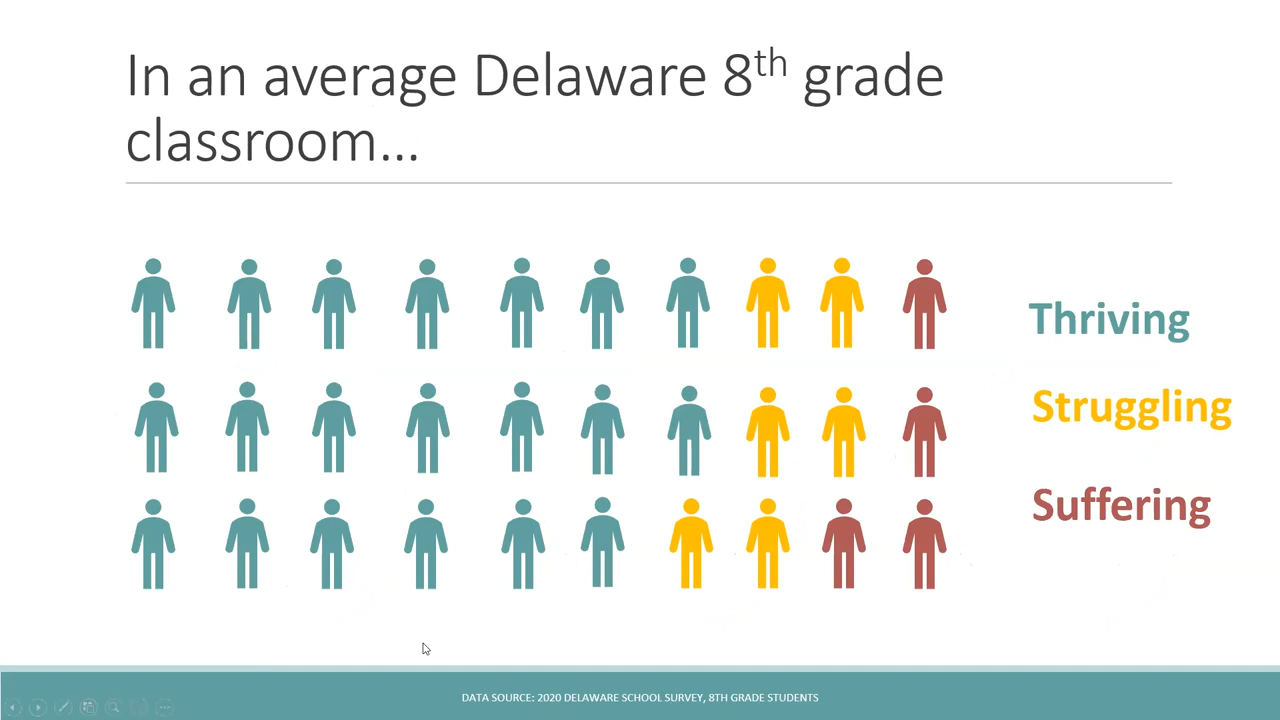 In an average Delaware 8th grade
classroom...
Thriving
Struggling
Suffering
DATA SOURCE: 2020 DELAWARE SCHOOL SURVEY, 8TH GRADE STUDENTS